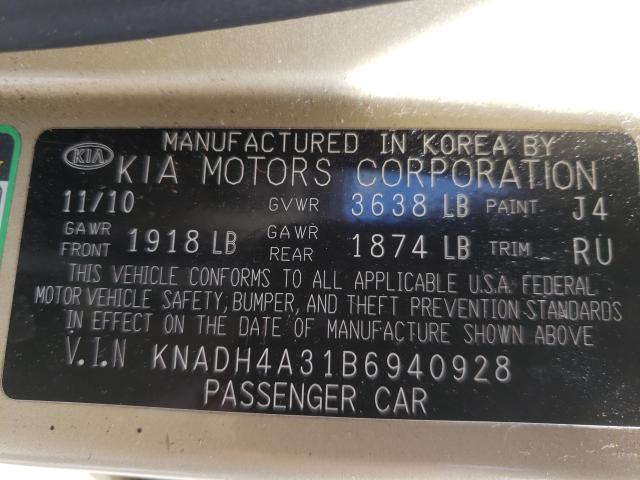 MANUFACTURED IN KOREA BY
KIA KIA MOTORS CORPORATION
11/10 GVWR 3638 LB PAINT J4
GAWR FRONT 1918 LB GAWR REAR 1874 LB TRIM RU
THIS VEHICLE CONFORMS TO ALL APPLICABLE U.S.A. FEDERAL
MOTOR VEHICLE SAFETY, BUMPER, AND THEFT PREVENTION STANDARDS
IN EFFECT ON THE DATE OF MANUFACTURE SHOWN ABOVE
V.I.N KNADH4A31B6940928
PASSENGER CAR